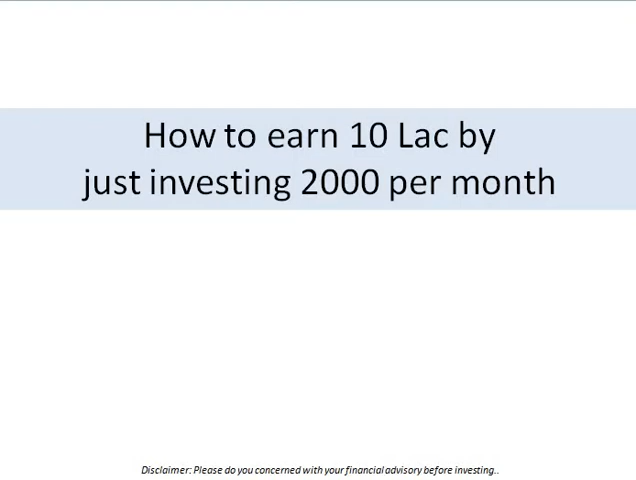 How to earn 10 Lac by
just investing 2000 per month
Disclaimer: Please do you concerned with your financial advisory before investing..